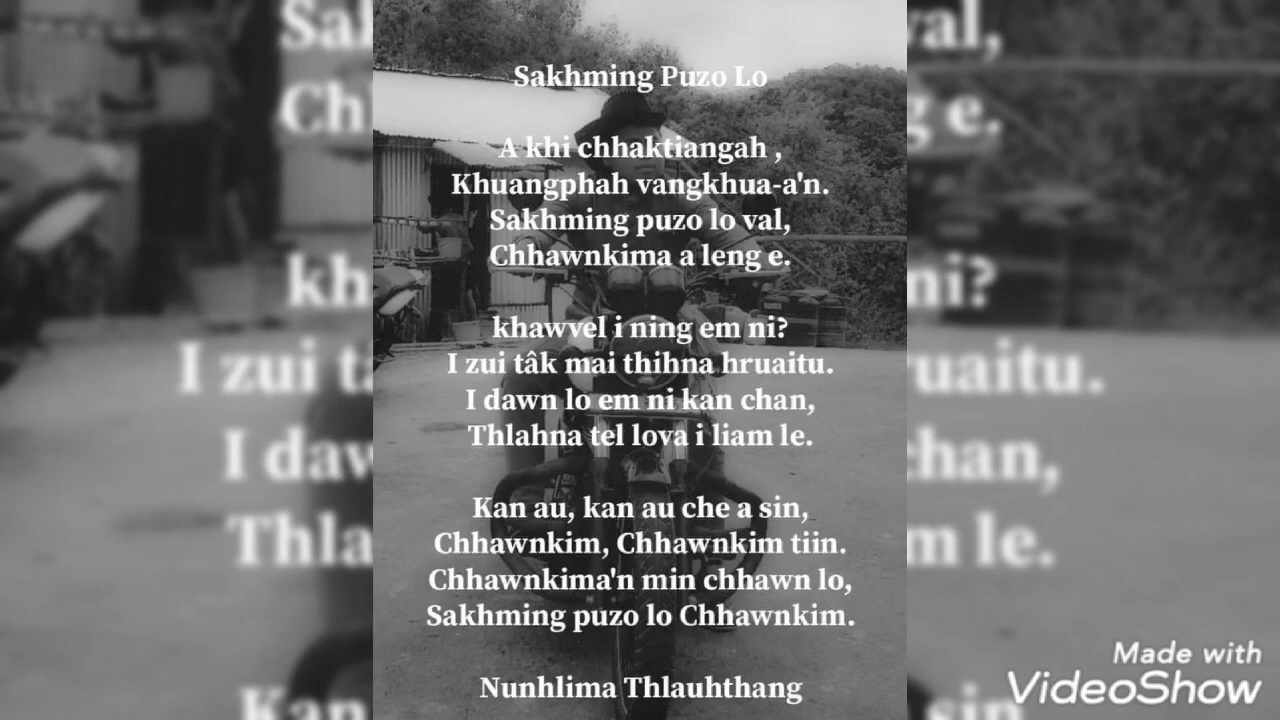 Sakhming Puzo Lo
A khi chhaktiangah ,
Khuangphah vangkhua-a'n.
Sakhming puzo lo val,
Chhawnkima a leng e.
khawvel i ning em ni?
I zui tâk mai thihna hruaitu.
I dawn lo em ni kan chan,
Thlahna tel lova i liam le.
Kan au, kan au che a sin,
Chhawnkim, Chhawnkim tiin.
Chhawnkima'n min chhawn lo,
Sakhming puzo lo Chhawnkim.
Nunhlima Thlauhthang
Made with
VideoShow